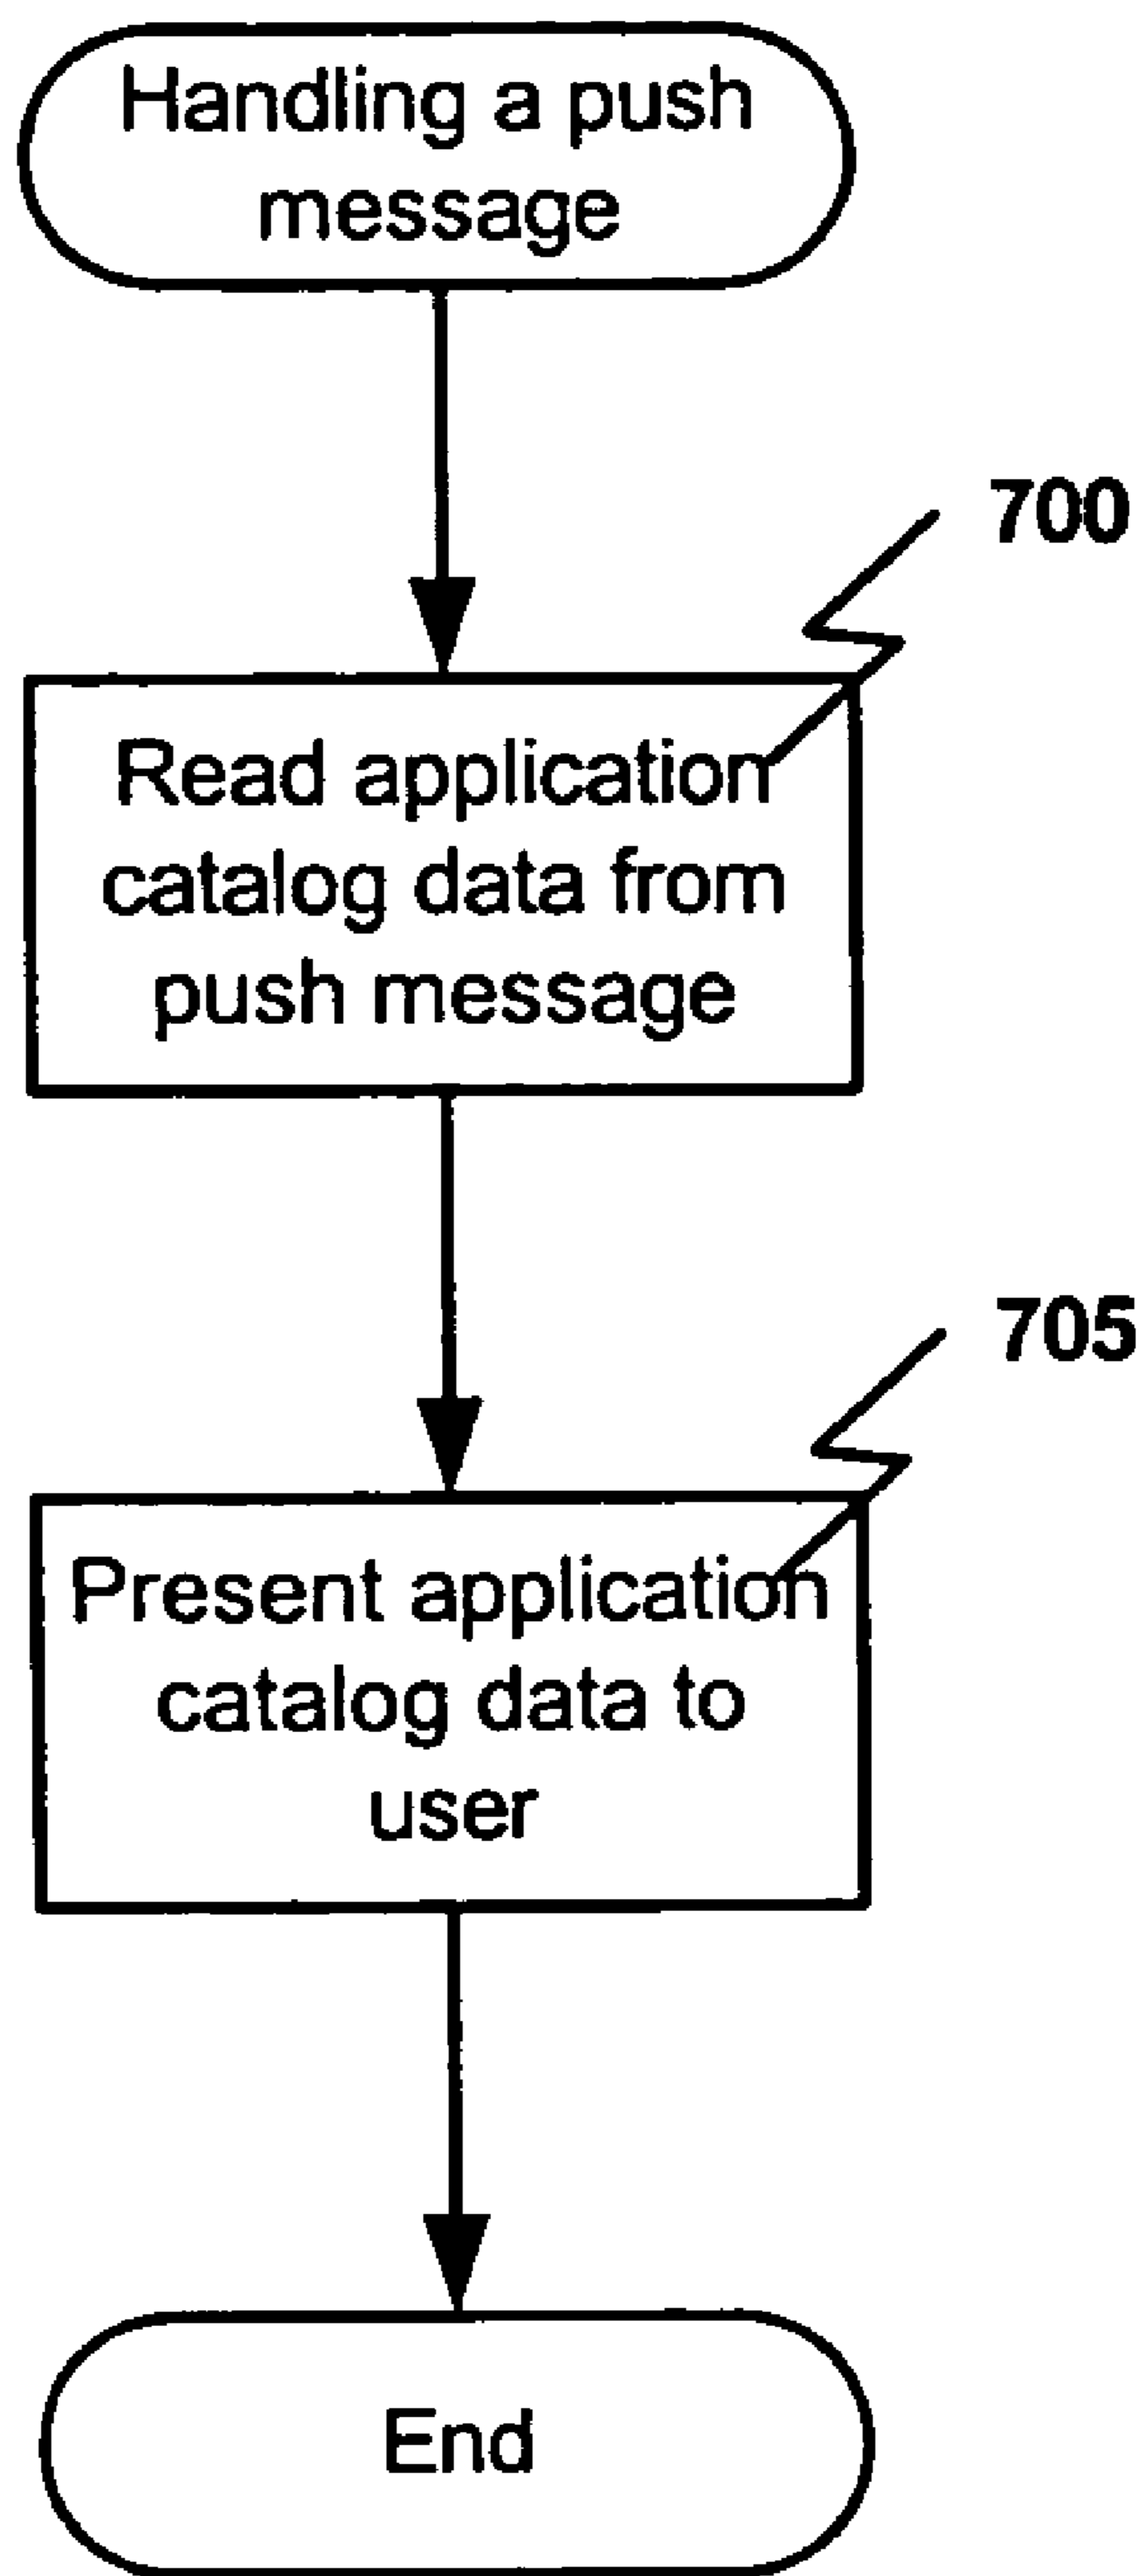 Handling a push
message
700
Read application
catalog data from
push message
705
Present application
catalog data to
user
End